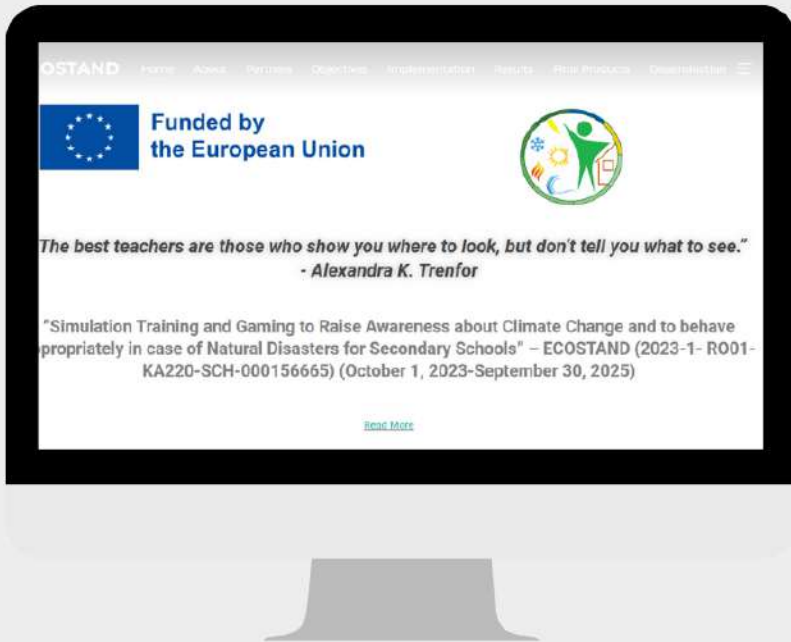 OSTAND Home About Partners Objectives Implementation Results Final Products Dissemination
Funded by
the European Union
The best teachers are those who show you where to look, but don't tell you what to see."
- Alexandra K. Trenfor
"Simulation Training and Gaming to Raise Awareness about Climate Change and to behave
propriately in case of Natural Disasters for Secondary Schools" – ECOSTAND (2023-1- RO01-
KA220-SCH-000156665) (October 1, 2023-September 30, 2025)
Read More